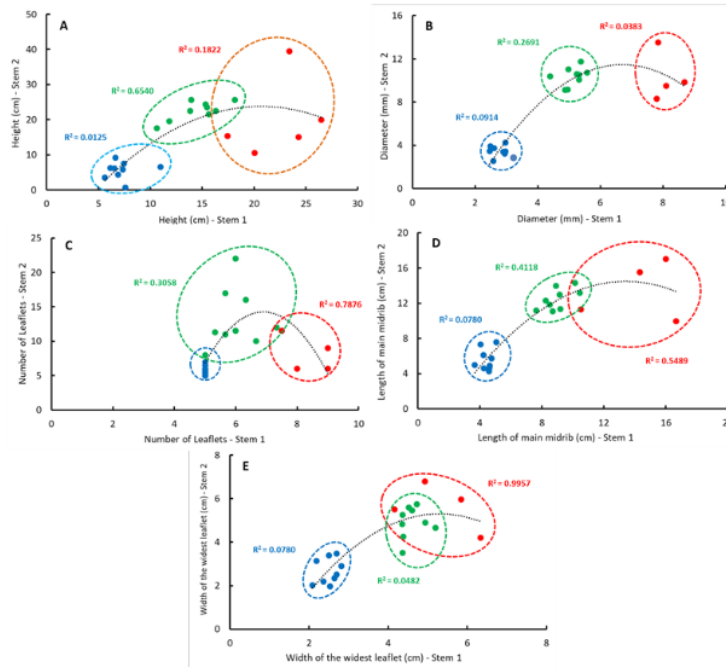 A
R² = 0.1822
R² = 0.6540
R² = 0.0125
Height (cm) - Stem 2
50
40
30
20
10
0
0 5 10 15 20 25 30
Height (cm) - Stem 1
B
R² = 0.0383
R² = 0.2691
R² = 0.0914
Diameter (mm) - Stem 2
16
12
8
4
0
0 2 4 6 8 10
Diameter (mm) - Stem 1
C
R² = 0.3058
R² = 0.7876
Number of Leaflets - Stem 2
25
20
15
10
5
0
0 2 4 6 8 10
Number of Leaflets - Stem 1
D
R² = 0.4118
R² = 0.0780
R² = 0.5489
Length of main midrib (cm) - Stem 2
20
16
12
8
4
0
0 4 8 12 16 20
Length of main midrib (cm) - Stem 1
E
R² = 0.9957
R² = 0.0780
R² = 0.0482
Width of the widest leaflet (cm) - Stem 2
8
6
4
2
0
0 2 4 6 8
Width of the widest leaflet (cm) - Stem 1